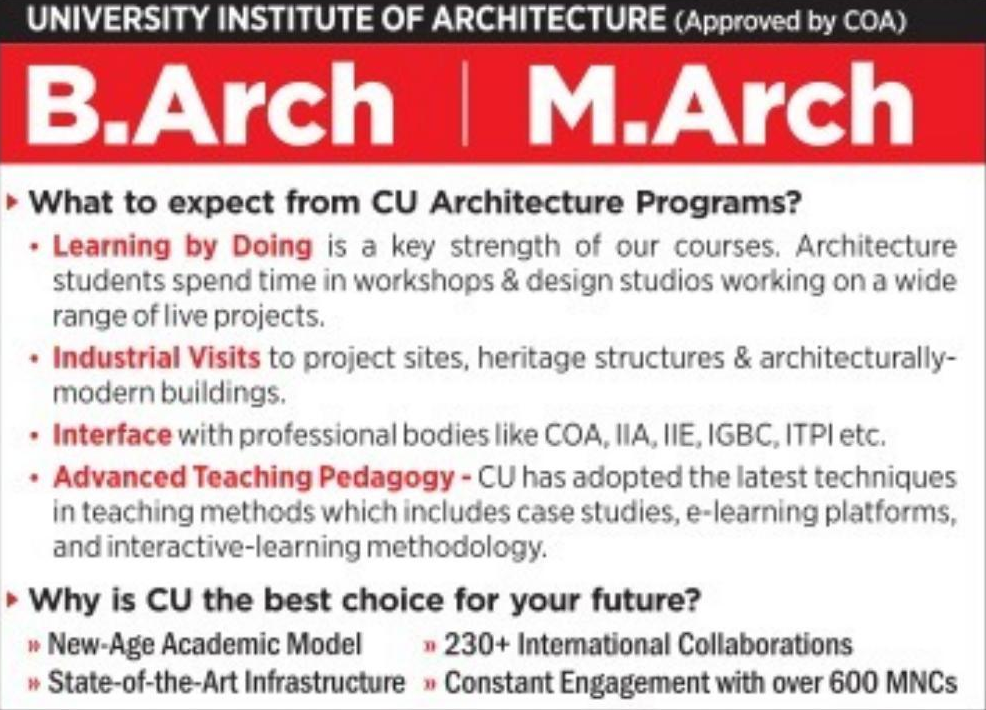 UNIVERSITY INSTITUTE OF ARCHITECTURE (Approved by COA)
B.Arch | M.Arch
What to expect from CU Architecture Programs?
• Learning by Doing is a key strength of our courses. Architecture
students spend time in workshops & design studios working on a wide
range of live projects.
• Industrial Visits to project sites, heritage structures & architecturally-
modern buildings.
• Interface with professional bodies like COA, IIA, IIE, IGBC, ITPI etc.
• Advanced Teaching Pedagogy - CU has adopted the latest techniques
in teaching methods which includes case studies, e-learning platforms,
and interactive-learning methodology.
Why is CU the best choice for your future?
» New-Age Academic Model » 230+ International Collaborations
» State-of-the-Art Infrastructure » Constant Engagement with over 600 MNCs